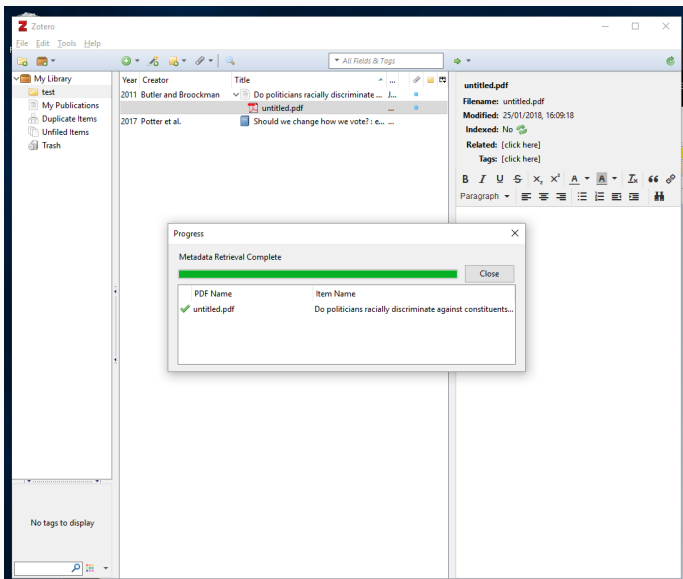 Zotero
File Edit Tools Help
All Fields & Tags
My Library
test
My Publications
Duplicate Items
Unfiled Items
Trash
Year Creator Title ...
2011 Butler and Broockman Do politicians racially discriminate ... J...
untitled.pdf ...
2017 Potter et al. Should we change how we vote? : e... ...
untitled.pdf
Filename: untitled.pdf
Modified: 25/01/2018, 16:09:18
Indexed: No
Related: [click here]
Tags: [click here]
B I U S X₂ X² A A Tx
Paragraph
Progress
Metadata Retrieval Complete
Close
PDF Name Item Name
untitled.pdf Do politicians racially discriminate against constituents...
No tags to display